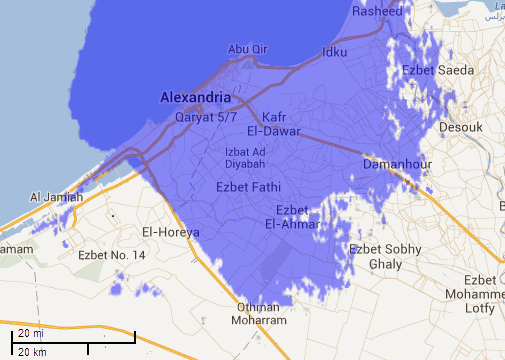 Rasheed
برلس
Abu Qir
Idku
Ezbet Saeda
Alexandria
Qaryat 5/7
Kafr
El-Dawar
Desouk
Izbat Ad
Diyabah
Damanhour
Ezbet Fathi
Al Jamiah
Ezbet
El-Ahmar
El-Horeya
amam
Ezbet No. 14
Ezbet Sobhy
Ghaly
Ezbet
Mohamme
Lotfy
Othman
Moharram
20 mi
20 km